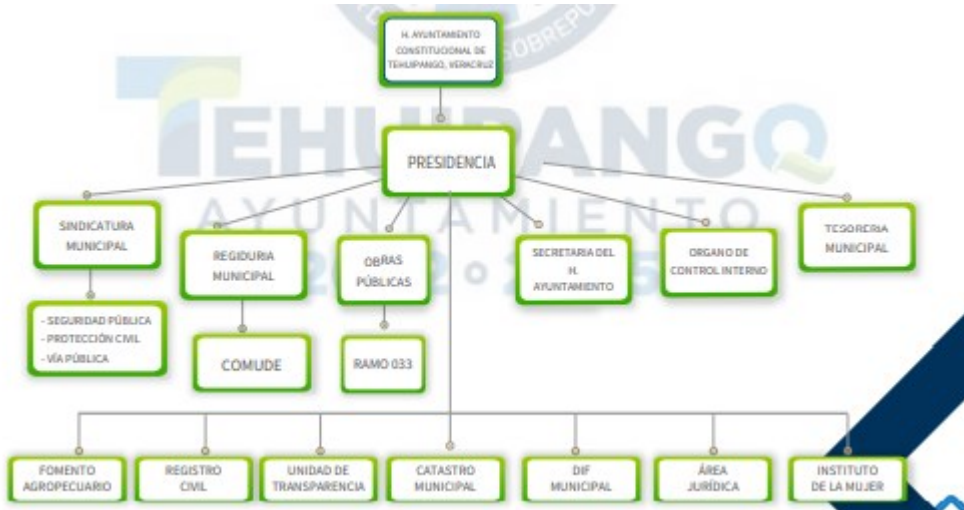 H. AYUNTAMIENTO
CONSTITUCIONAL DE
TEHUIPANGO, VERACRUZ
SOBREPU
TEHUIPANGO
AYUNTAMIENTO
PRESIDENCIA
SINDICATURA
MUNICIPAL
REGIDURIA
MUNICIPAL
OBRAS
PÚBLICAS
SECRETARIA DEL
H.
AYUNTAMIENTO
ORGANO DE
CONTROL INTERNO
TESORERIA
MUNICIPAL
- SEGURIDAD PÚBLICA
- PROTECCIÓN CIVIL
- VÍA PÚBLICA
COMUDE
RAMO 033
FOMENTO
AGROPECUARIO
REGISTRO
CIVIL
UNIDAD DE
TRANSPARENCIA
CATASTRO
MUNICIPAL
DIF
MUNICIPAL
ÁREA
JURÍDICA
INSTITUTO
DE LA MUJER